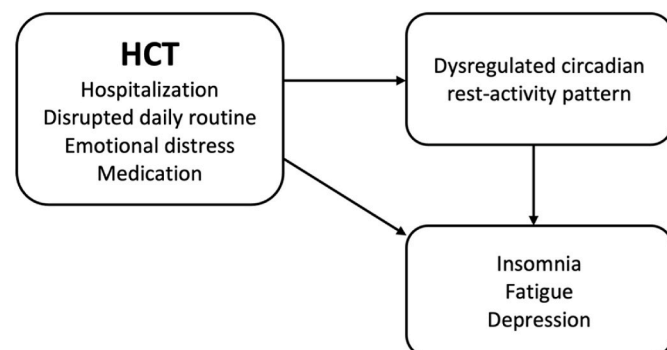 HCT
Hospitalization
Disrupted daily routine
Emotional distress
Medication
Dysregulated circadian
rest-activity pattern
Insomnia
Fatigue
Depression